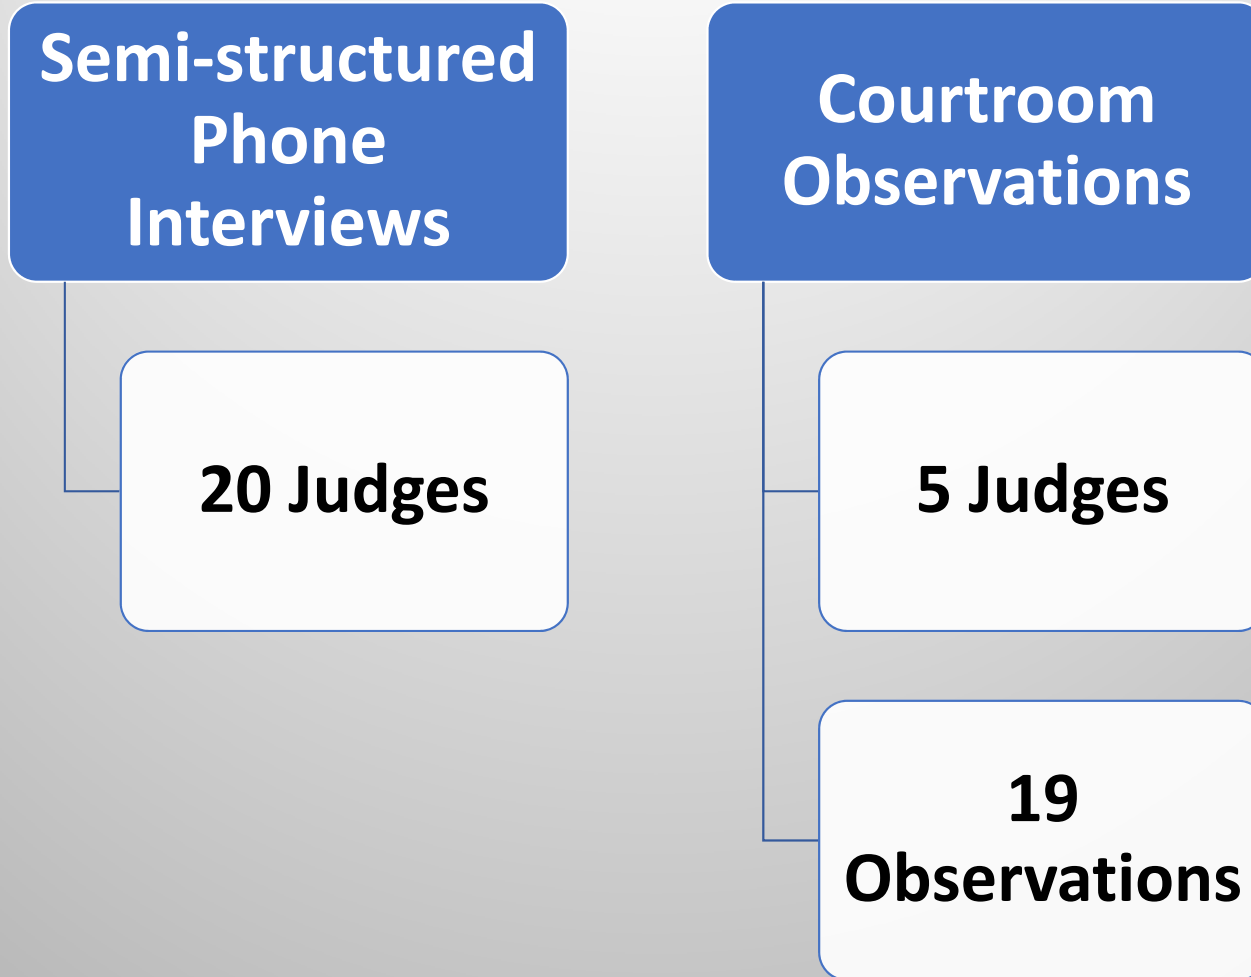 Semi-structured
Phone
Interviews
20 Judges
Courtroom
Observations
5 Judges
19
Observations